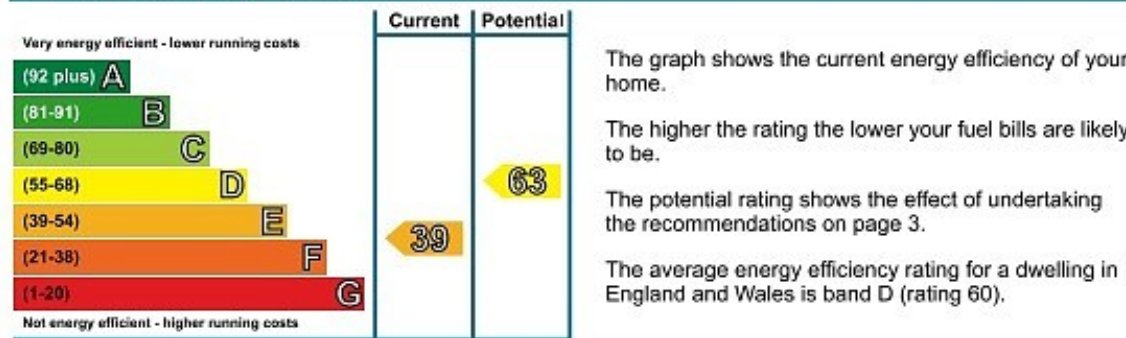 Current Potential
Very energy efficient - lower running costs
(92 plus) A
(81-91) B
(69-80) C
(55-68) D
(39-54) E
(21-38) F
(1-20) G
Not energy efficient - higher running costs
39
63
The graph shows the current energy efficiency of your
home.
The higher the rating the lower your fuel bills are likely
to be.
The potential rating shows the effect of undertaking
the recommendations on page 3.
The average energy efficiency rating for a dwelling in
England and Wales is band D (rating 60).